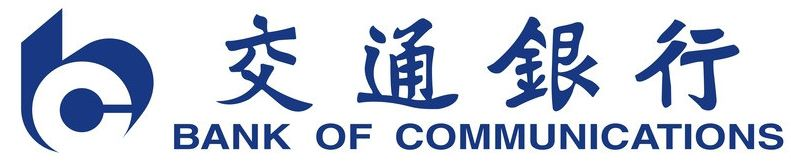 交通銀行
BANK OF COMMUNICATIONS